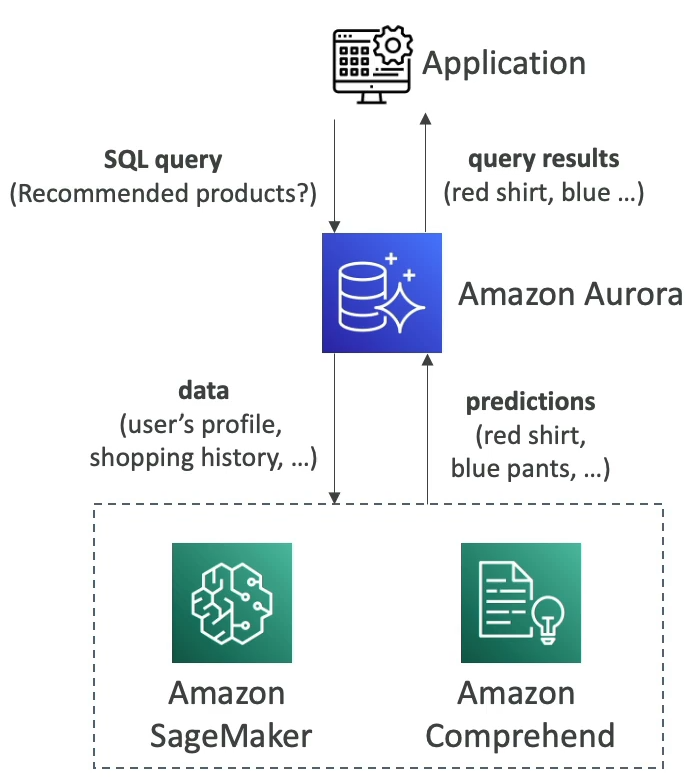 Application
SQL query
(Recommended products?)
query results
(red shirt, blue ...)
Amazon Aurora
data
(user's profile,
shopping history, ...)
predictions
(red shirt,
blue pants, ...)
Amazon
SageMaker
Amazon
Comprehend